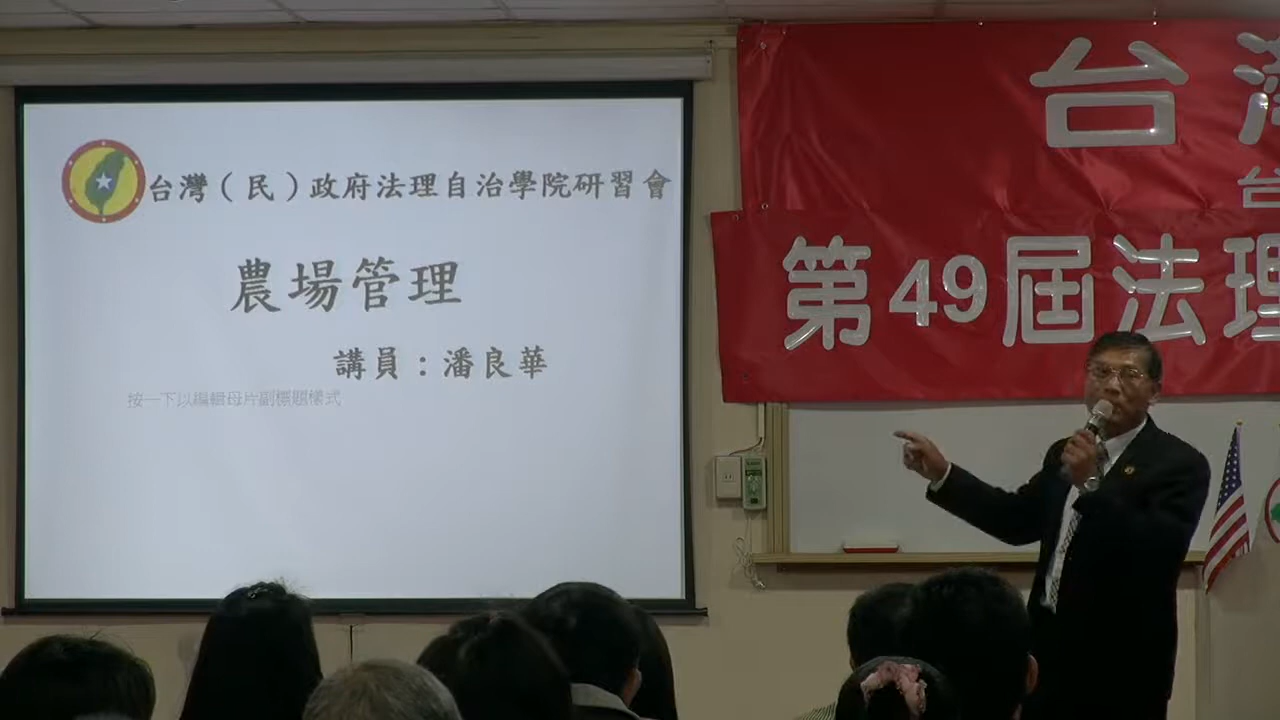 台灣（民）政府法理自治學院研習會
農場管理
講員：潘良華
按一下以編輯母片副標題樣式
台灣
台
第49屆法理